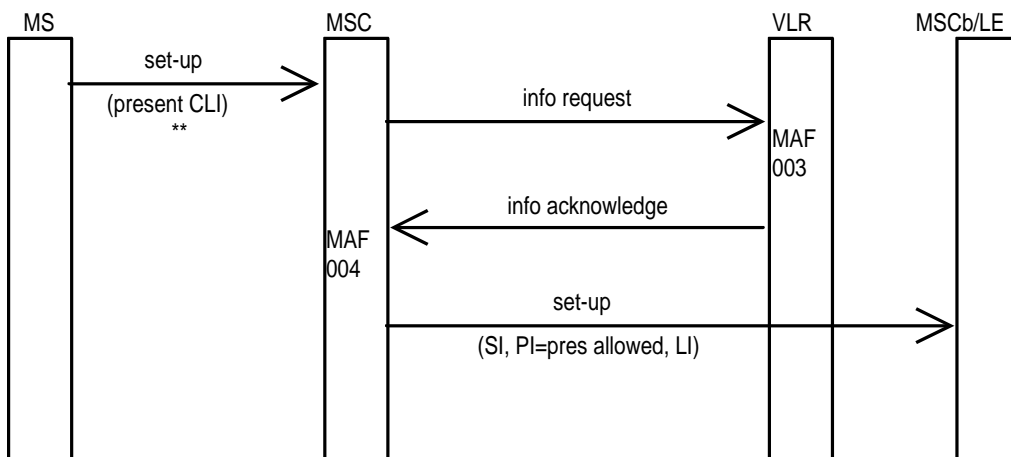 MS
MSC
VLR
MSCb/LE
set-up
(present CLI)
**
info request
MAF
003
info acknowledge
MAF
004
set-up
(SI, PI=pres allowed, LI)